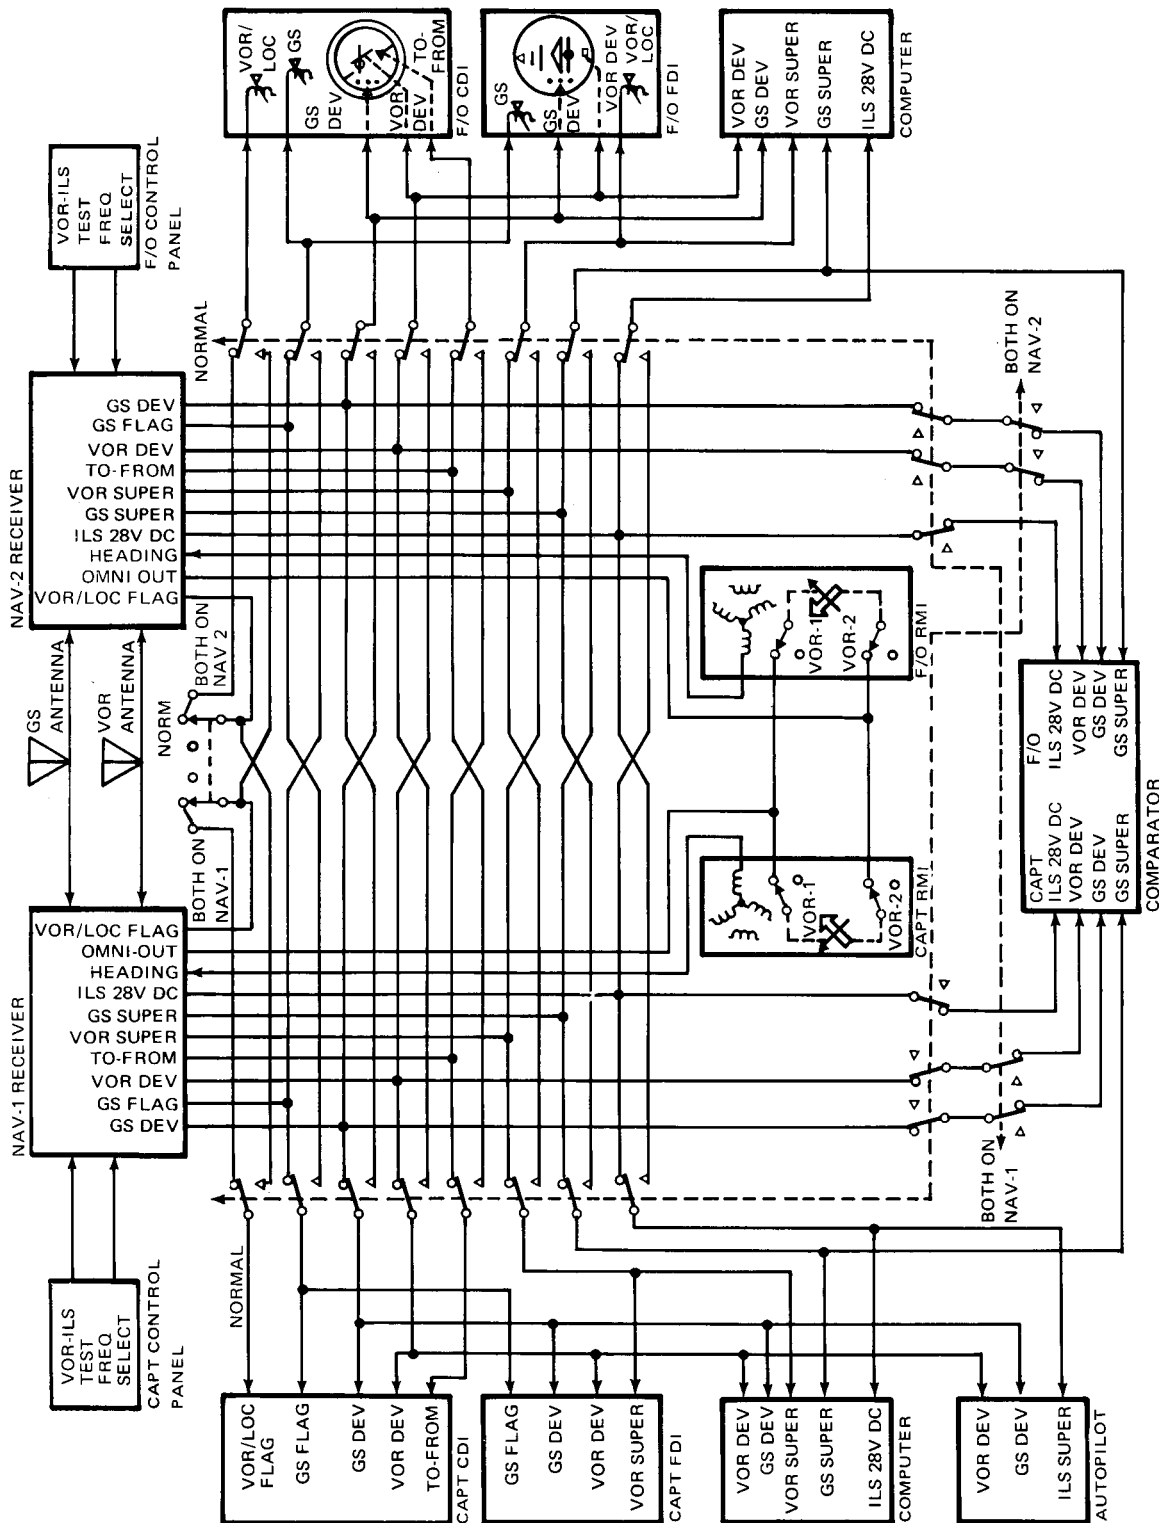 VOR-ILS
TEST
FREQ
SELECT
CAPT CONTROL
PANEL
NAV-1 RECEIVER
VOR/LOC FLAG
OMNI-OUT
HEADING
ILS 28V DC
GS SUPER
VOR SUPER
TO-FROM
VOR DEV
GS FLAG
GS DEV
GS
ANTENNA
VOR
ANTENNA
NORM
BOTH ON
NAV-1
BOTH ON
NAV 2
NAV-2 RECEIVER
GS DEV
GS FLAG
VOR DEV
TO-FROM
VOR SUPER
GS SUPER
ILS 28V DC
HEADING
OMNI OUT
VOR/LOC FLAG
VOR-ILS
TEST
FREQ
SELECT
F/O CONTROL
PANEL
NORMAL
NORMAL
VOR/LOC
FLAG
GS FLAG
GS DEV
VOR DEV
TO-FROM
CAPT CDI
GS FLAG
GS DEV
VOR DEV
VOR SUPER
CAPT FDI
VOR DEV
GS DEV
VOR SUPER
GS SUPER
ILS 28V DC
COMPUTER
VOR DEV
GS DEV
ILS SUPER
AUTOPILOT
VOR/
LOC
GS
GS
DEV
VOR
DEV
TO-
FROM
F/O CDI
GS
GS
DEV
VOR DEV
VOR/
LOC
F/O FDI
VOR DEV
GS DEV
VOR SUPER
GS SUPER
ILS 28V DC
COMPUTER
VOR-1
VOR-2
CAPT RMI
VOR-1
VOR-2
F/O RMI
BOTH ON
NAV-1
BOTH ON
NAV-2
CAPT
ILS 28V DC
VOR DEV
GS DEV
GS SUPER
F/O
ILS 28V DC
VOR DEV
GS DEV
GS SUPER
COMPARATOR